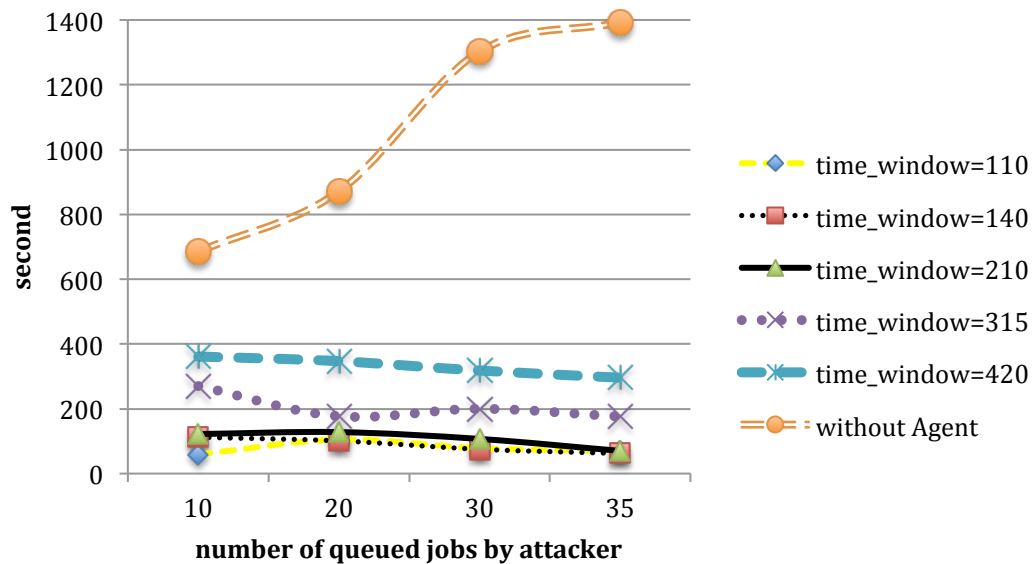 1400
1200
1000
800
600
400
200
0
second
10 20 30 35
number of queued jobs by attacker
time_window=110
time_window=140
time_window=210
time_window=315
time_window=420
without Agent